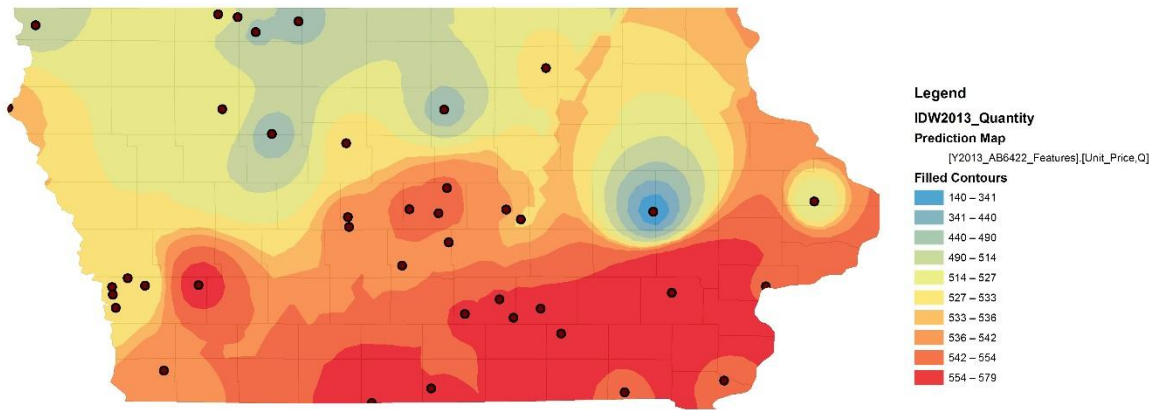 Legend
IDW2013_Quantity
Prediction Map
[Y2013_AB6422_Features].[Unit_Price,Q]
Filled Contours
140 – 341
341 – 440
440 – 490
490 – 514
514 – 527
527 – 533
533 – 536
536 – 542
542 – 554
554 – 579